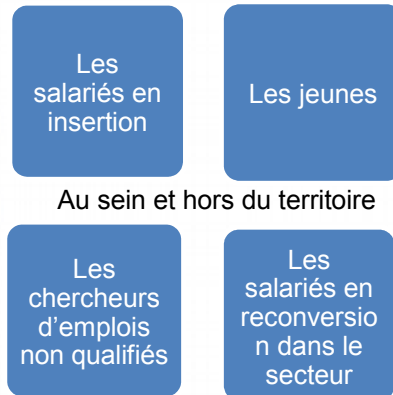 Les
salariés en
insertion
Les jeunes
Au sein et hors du territoire
Les
chercheurs
d’emplois
non qualifiés
Les
salariés en
reconversio
n dans le
secteur